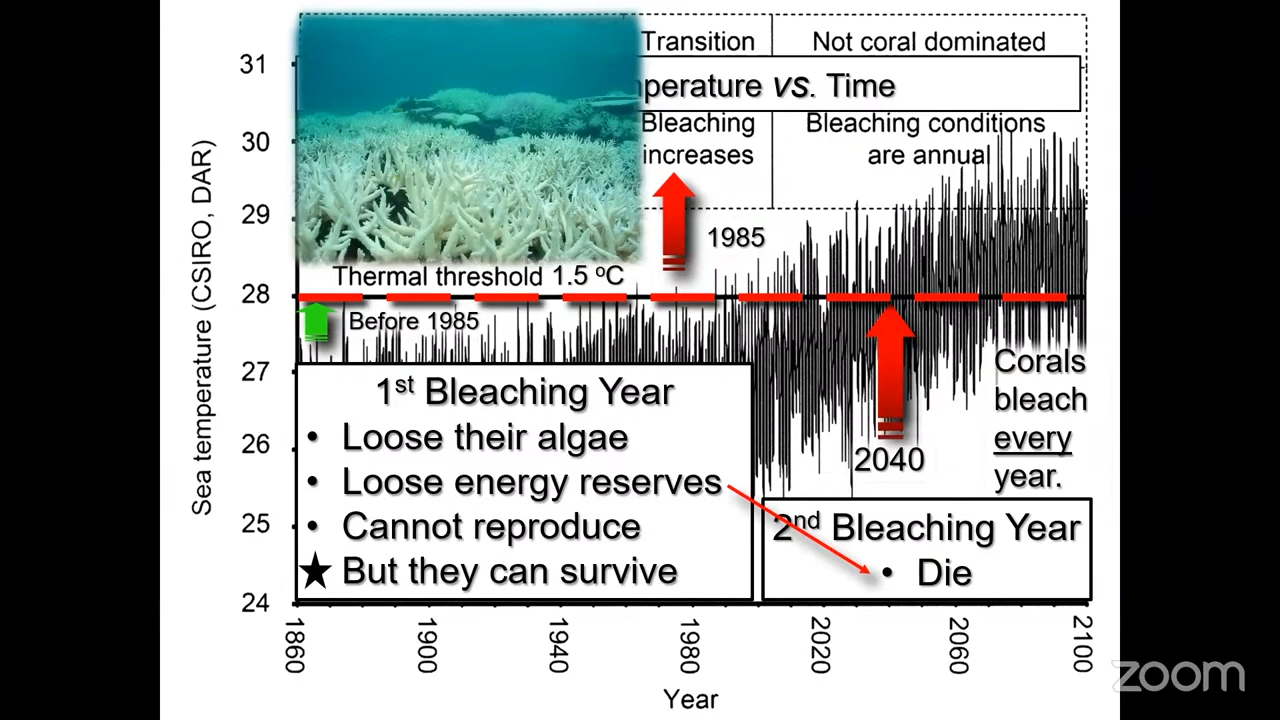 Transition
Not coral dominated
perature vs. Time
Bleaching
increases
Bleaching conditions
are annual
1985
Thermal threshold 1.5 °C
Before 1985
1st Bleaching Year
• Loose their algae
• Loose energy reserves
• Cannot reproduce
★ But they can survive
2040
Corals
bleach
every
year.
2nd Bleaching Year
• Die
Sea temperature (CSIRO, DAR)
31
30
29
28
27
26
25
24
1860
1900
1940
1980
2020
2060
2100
Year
zoom